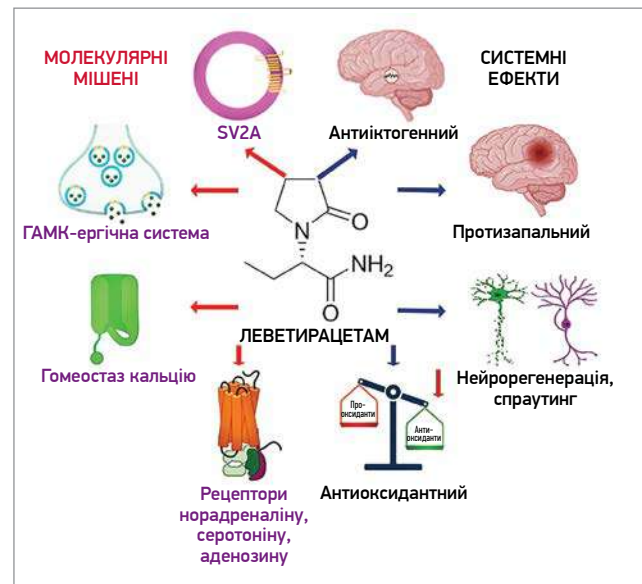 МОЛЕКУЛЯРНІ
МІШЕНІ
СИСТЕМНІ
ЕФЕКТИ
SV2A
Антиіктогенний
ГАМК-ергічна система
Протизапальний
O
N
NH₂
O
ЛЕВЕТИРАЦЕТАМ
Гомеостаз кальцію
Нейрорегенерація,
спраутинг
Про-
оксиданти
Анти-
оксиданти
Рецептори
норадреналіну,
серотоніну,
аденозину
Антиоксидантний